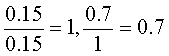 0.15/0.15 = 1, 0.7/1 = 0.7